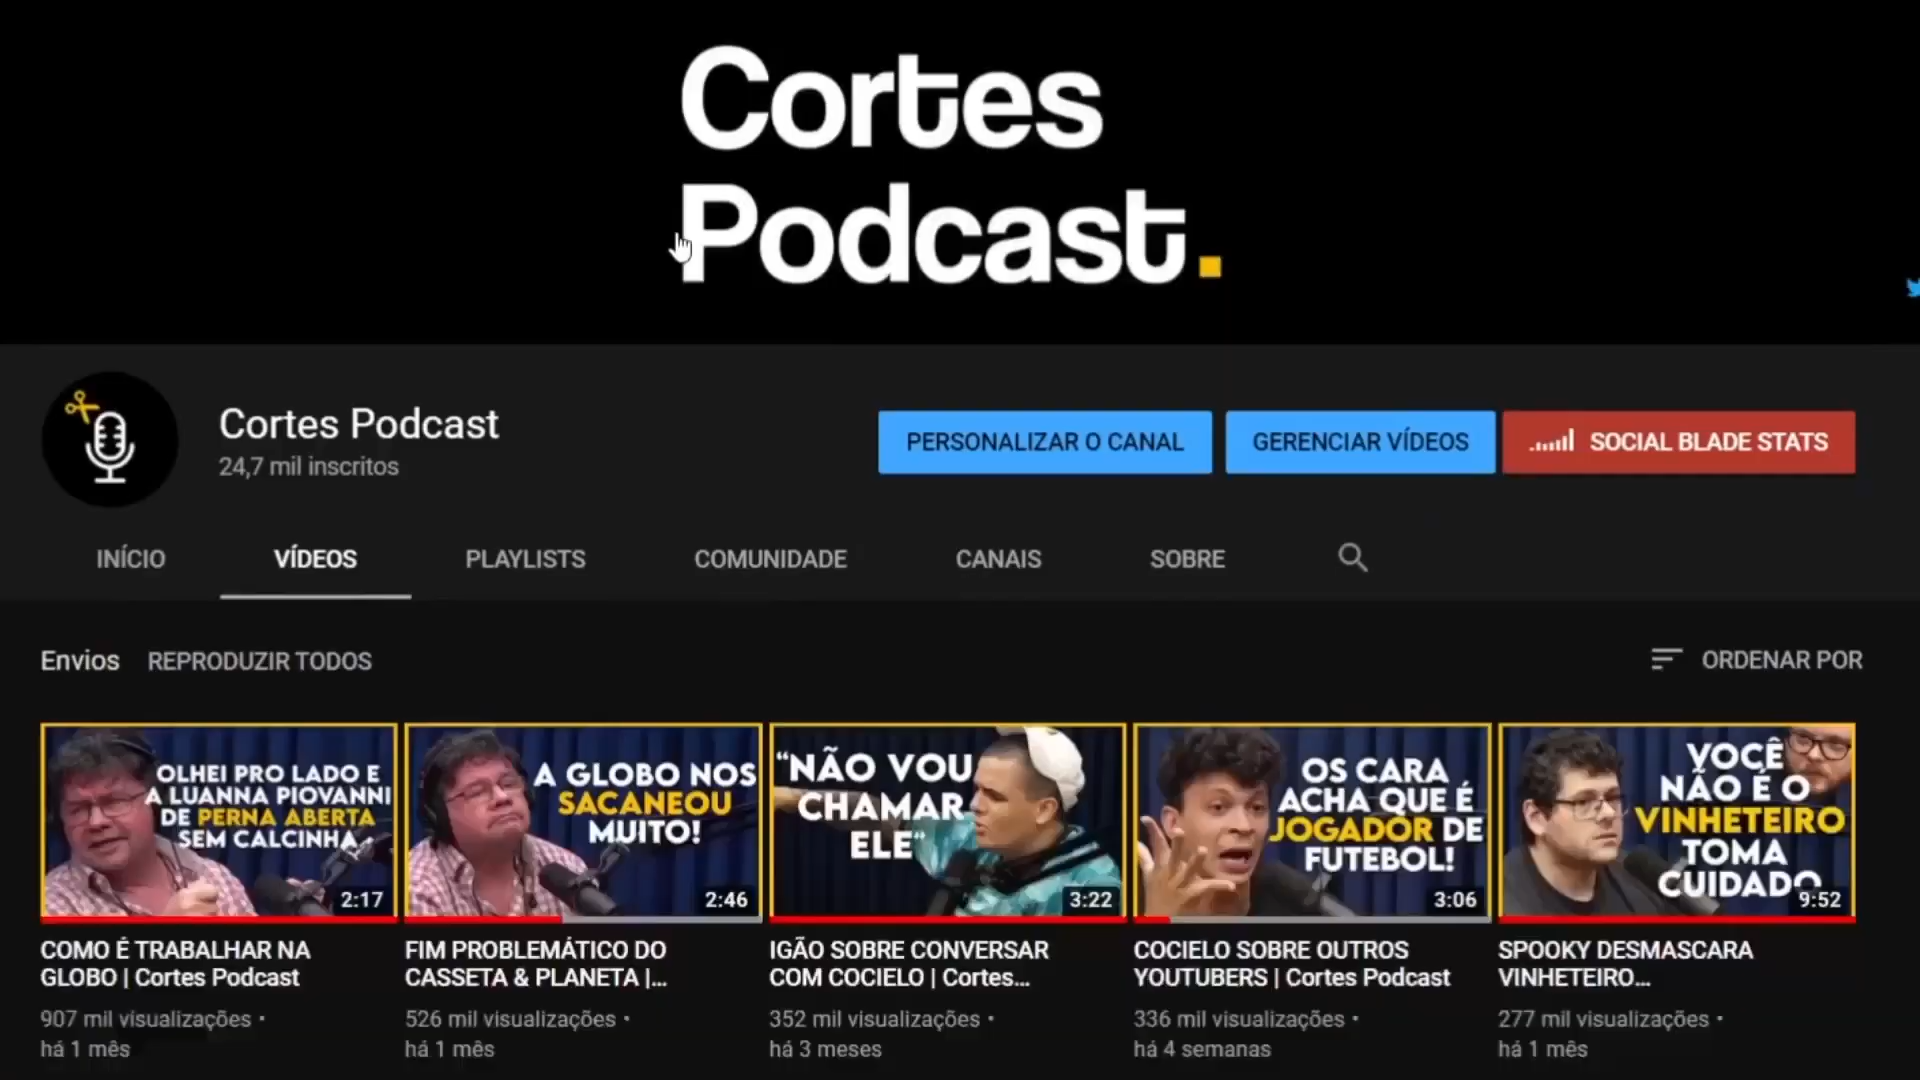 Cortes
Podcast.
Cortes Podcast
24,7 mil inscritos
PERSONALIZAR O CANAL
GERENCIAR VÍDEOS
SOCIAL BLADE STATS
INÍCIO
VÍDEOS
PLAYLISTS
COMUNIDADE
CANAIS
SOBRE
Envios
REPRODUZIR TODOS
ORDENAR POR
OLHEI PRO LADO E
A LUANNA PIOVANNI
DE PERNA ABERTA
SEM CALCINHA
2:17
A GLOBO NOS
SACANEOU
MUITO!
2:46
“NÃO VOU
CHAMAR
ELE“
3:22
OS CARA
ACHA QUE É
JOGADOR DE
FUTEBOL!
3:06
VOCÊ
NÃO É O
VINHETEIRO
TOMA
CUIDADO
9:52
COMO É TRABALHAR NA
GLOBO | Cortes Podcast
907 mil visualizações •
há 1 mês
FIM PROBLEMÁTICO DO
CASSETA & PLANETA |...
526 mil visualizações •
há 1 mês
IGÃO SOBRE CONVERSAR
COM COCIELO | Cortes...
352 mil visualizações •
há 3 meses
COCIELO SOBRE OUTROS
YOUTUBERS | Cortes Podcast
336 mil visualizações •
há 4 semanas
SPOOKY DESMASCARA
VINHETEIRO...
277 mil visualizações •
há 1 mês